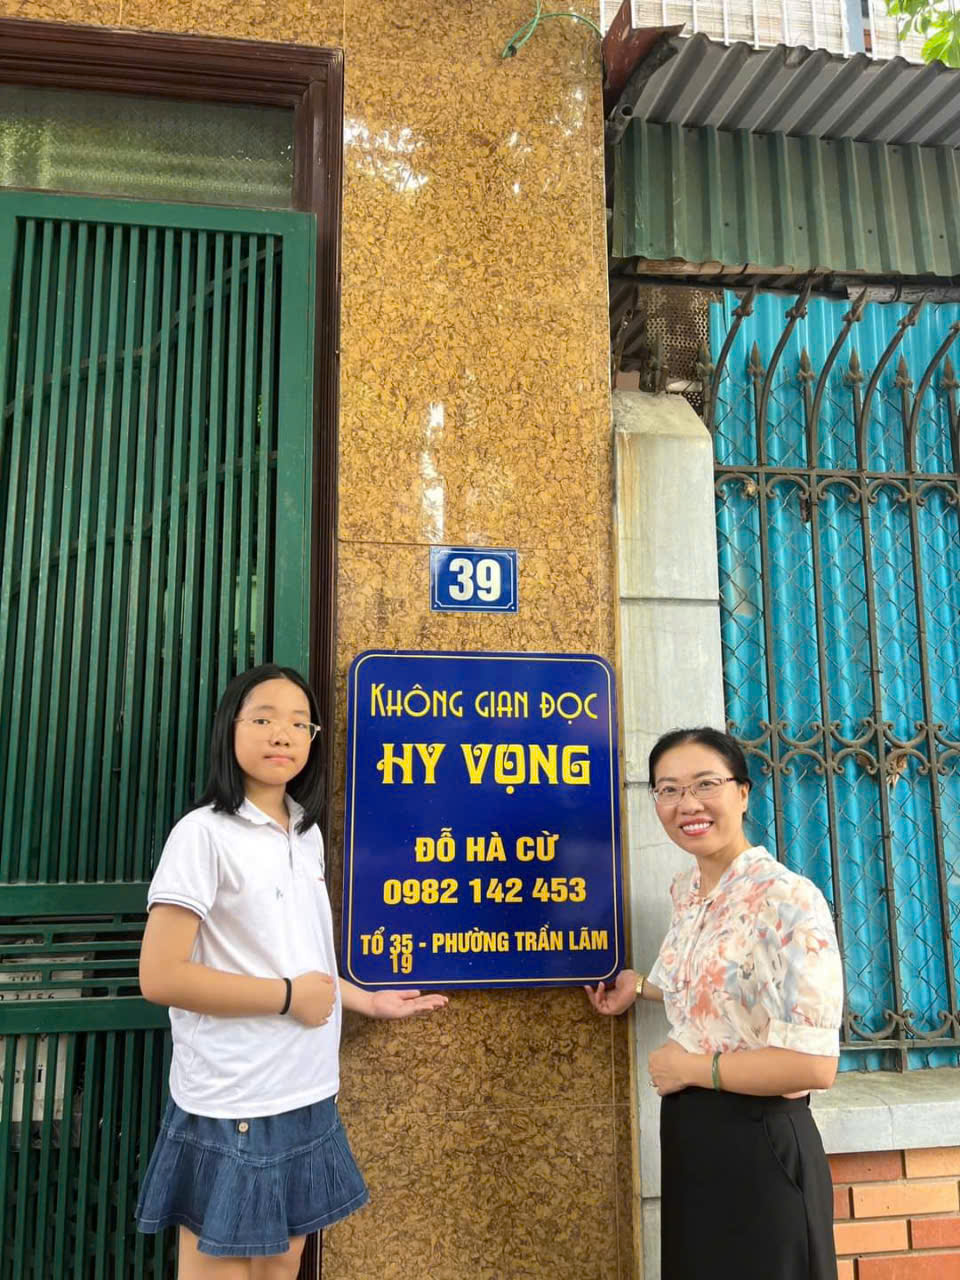 39
KHÔNG GIAN ĐỌC
HY VỌNG
ĐỖ HÀ CỪ
0982 142 453
TỔ 35 - PHƯỜNG TRẦN LÃM
19